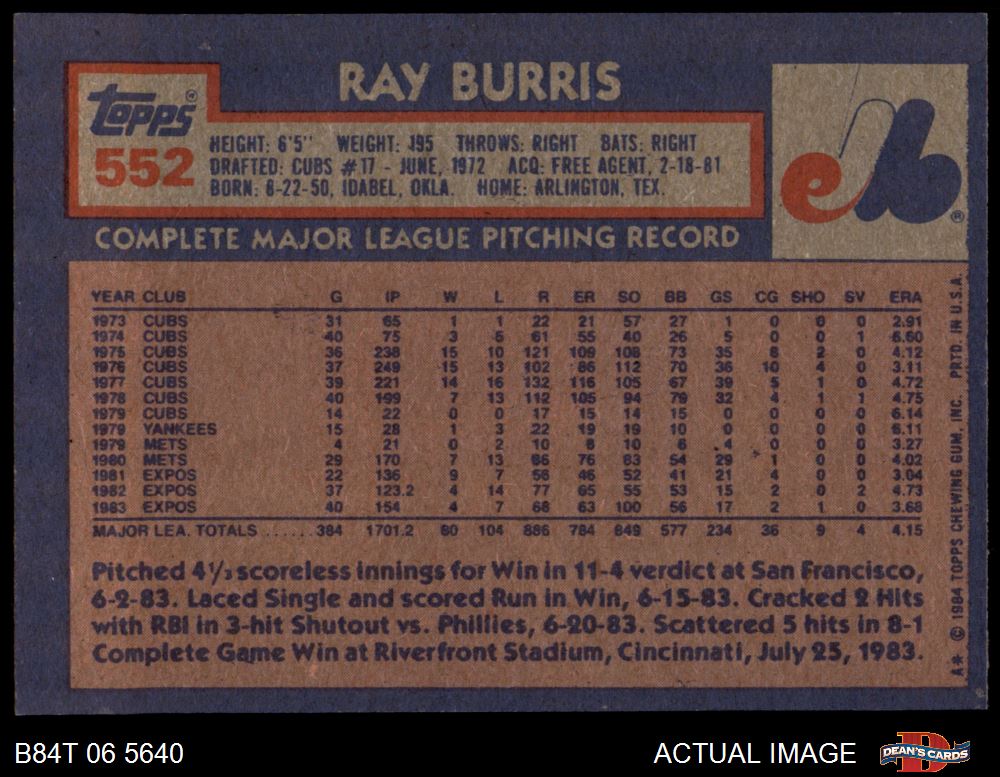 RAY BURRIS
Topps®
552
HEIGHT: 6'5" WEIGHT: 195 THROWS: RIGHT BATS: RIGHT
DRAFTED: CUBS #17 - JUNE, 1972 ACQ: FREE AGENT, 2-18-81
BORN: 8-22-50, IDABEL, OKLA. HOME: ARLINGTON, TEX.
eb®
COMPLETE MAJOR LEAGUE PITCHING RECORD
YEAR CLUB G IP W L R ER SO BB GS CG SHO SV ERA
1973 CUBS 31 65 1 1 22 21 57 27 1 0 0 0 2.91
1974 CUBS 40 75 3 5 61 55 40 26 5 0 0 1 6.60
1975 CUBS 36 238 15 10 121 109 108 73 35 8 2 0 4.12
1976 CUBS 37 249 15 13 102 86 112 70 36 10 4 0 3.11
1977 CUBS 39 221 14 16 132 116 105 67 39 5 1 0 4.72
1978 CUBS 40 199 7 13 112 105 94 79 32 4 1 1 4.75
1979 CUBS 14 22 0 0 17 15 14 15 0 0 0 0 6.14
1979 YANKEES 15 28 1 3 22 19 19 10 0 0 0 0 6.11
1979 METS 4 21 0 2 10 8 10 6 4 0 0 0 3.27
1980 METS 29 170 7 13 86 76 83 54 29 1 0 0 4.02
1981 EXPOS 22 136 9 7 56 46 52 41 21 4 0 0 3.04
1982 EXPOS 37 123.2 4 14 77 65 55 53 15 2 0 2 4.73
1983 EXPOS 40 154 4 7 68 63 100 56 17 2 1 0 3.68
MAJOR LEA. TOTALS ...... 384 1701.2 80 104 886 784 849 577 234 36 9 4 4.15
Pitched 4⅓ scoreless innings for Win in 11-4 verdict at San Francisco,
6-2-83. Laced Single and scored Run in Win, 6-15-83. Cracked 2 Hits
with RBI in 3-hit Shutout vs. Phillies, 6-20-83. Scattered 5 hits in 8-1
Complete Game Win at Riverfront Stadium, Cincinnati, July 25, 1983.
A* © 1984 TOPPS CHEWING GUM, INC. PRTD. IN U.S.A.
B84T 06 5640
ACTUAL IMAGE
DEAN'S CARDS